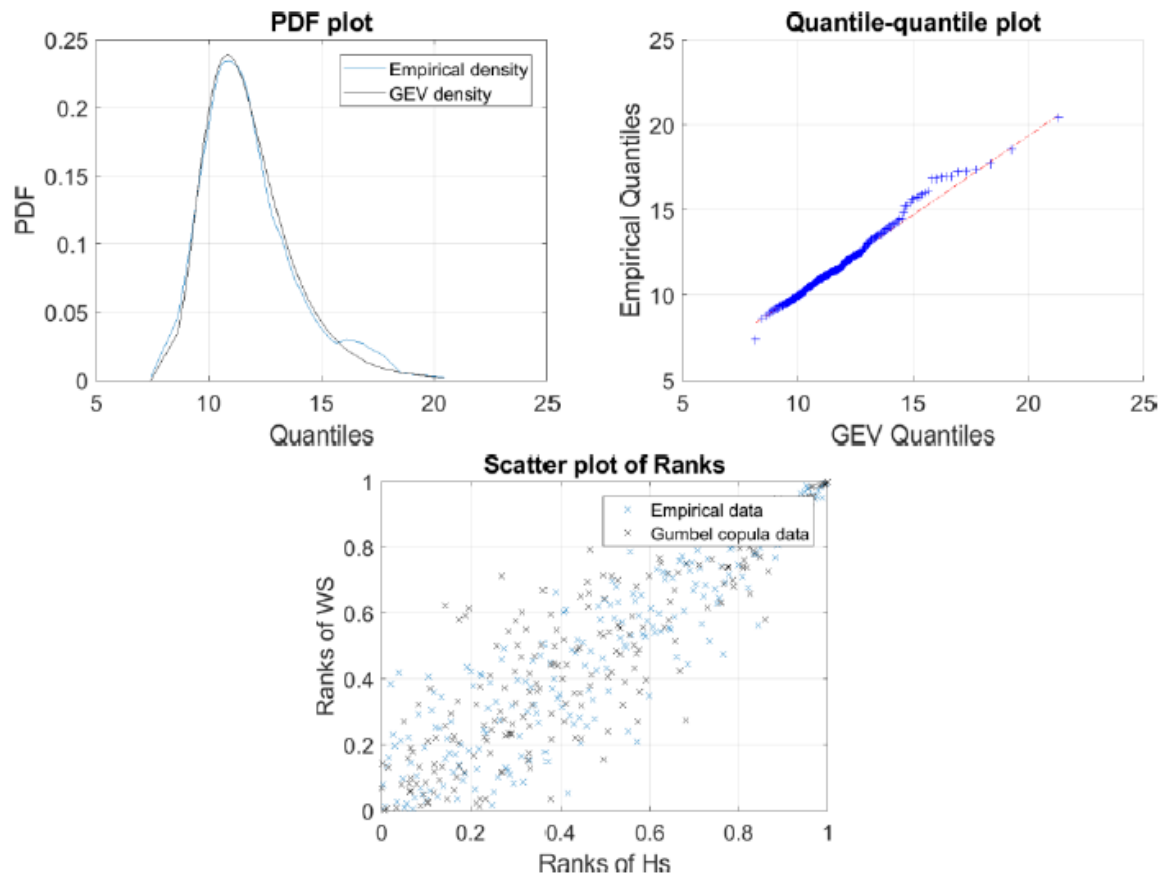 PDF plot
0.25
0.2
0.15
0.1
0.05
0
PDF
5
10
15
20
25
Quantiles
Empirical density
GEV density
Quantile-quantile plot
25
20
15
10
5
Empirical Quantiles
5
10
15
20
25
GEV Quantiles
Scatter plot of Ranks
1
0.8
0.6
0.4
0.2
0
Ranks of WS
0
0.2
0.4
0.6
0.8
1
Ranks of Hs
Empirical data
Gumbel copula data